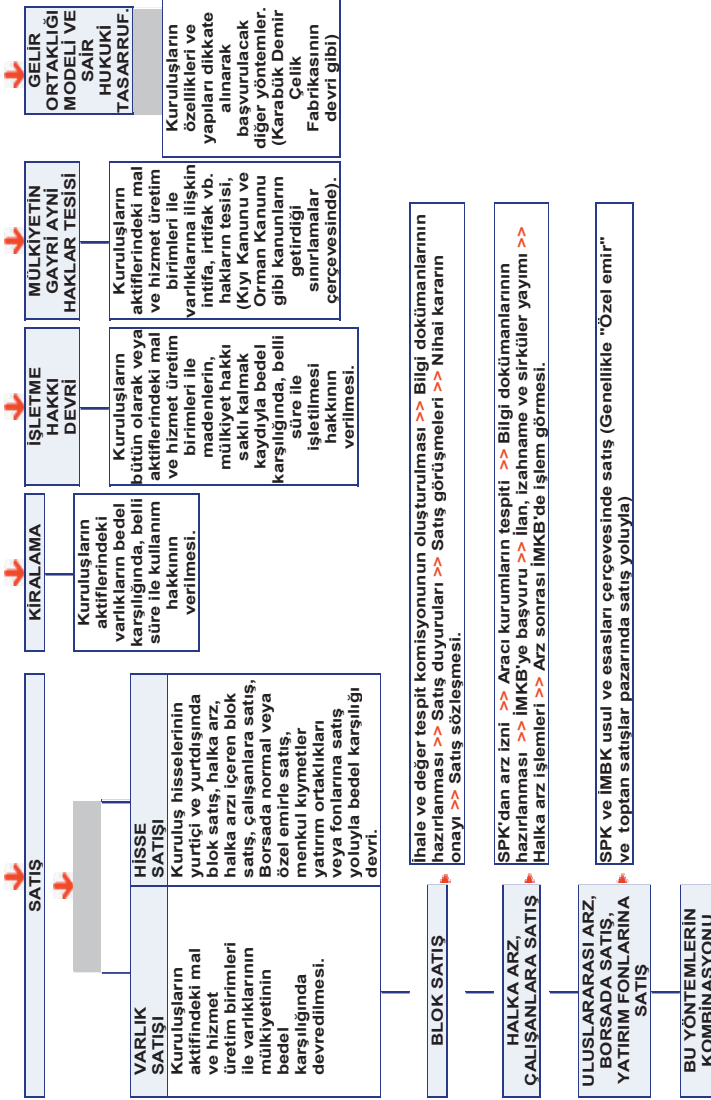 SATIŞ
VARLIK
SATIŞI
Kuruluşların
aktifindeki mal
ve hizmet
üretim birimleri
ile varlıklarının
mülkiyetinin
bedel
karşılığında
devredilmesi.
HİSSE
SATIŞI
Kuruluş hisselerinin
yurtiçi ve yurtdışında
blok satış, halka arz,
halka arzı içeren blok
satış, çalışanlara satış,
Borsada normal veya
özel emirle satış,
menkul kıymetler
yatırım ortaklıkları
veya fonlarına satış
yoluyla bedel karşılığı
devri.
KİRALAMA
Kuruluşların
aktiflerindeki
varlıkların bedel
karşılığında, belli
süre ile kullanım
hakkının
verilmesi.
İŞLETME
HAKKI
DEVRİ
Kuruluşların
bütün olarak veya
aktiflerindeki mal
ve hizmet üretim
birimleri ile
madenlerin,
mülkiyet hakkı
saklı kalmak
kaydıyla bedel
karşılığında, belli
süre ile
işletilmesi
hakkının
verilmesi.
MÜLKİYETİN
GAYRİ AYNİ
HAKLAR TESİSİ
Kuruluşların
aktiflerindeki mal
ve hizmet üretim
birimleri ile
varlıklarına ilişkin
intifa, irtifak vb.
hakların tesisi,
(Kıyı Kanunu ve
Orman Kanunu
gibi kanunların
getirdiği
sınırlamalar
çerçevesinde).
GELİR
ORTAKLIĞI
MODELİ VE
SAİR
HUKUKİ
TASARRUF.
Kuruluşların
özellikleri ve
yapıları dikkate
alınarak
başvurulacak
diğer yöntemler.
(Karabük Demir
Çelik
Fabrikasının
devri gibi)
BLOK SATIŞ
İhale ve değer tespit komisyonunun oluşturulması >> Bilgi dokümanlarının
hazırlanması >> Satış duyuruları >> Satış görüşmeleri >> Nihai kararın
onayı >> Satış sözleşmesi.
HALKA ARZ,
ÇALIŞANLARA SATIŞ
SPK'dan arz izni >> Aracı kurumların tespiti >> Bilgi dokümanlarının
hazırlanması >> İMKB'ye başvuru >> İlan, izahname ve sirküler yayımı >>
Halka arz işlemleri >> Arz sonrası İMKB'de işlem görmesi.
ULUSLARARASI ARZ,
BORSADA SATIŞ,
YATIRIM FONLARINA
SATIŞ
SPK ve İMBK usul ve esasları çerçevesinde satış (Genellikle "Özel emir"
ve toptan satışlar pazarında satış yoluyla)
BU YÖNTEMLERİN
KOMBİNASYONU